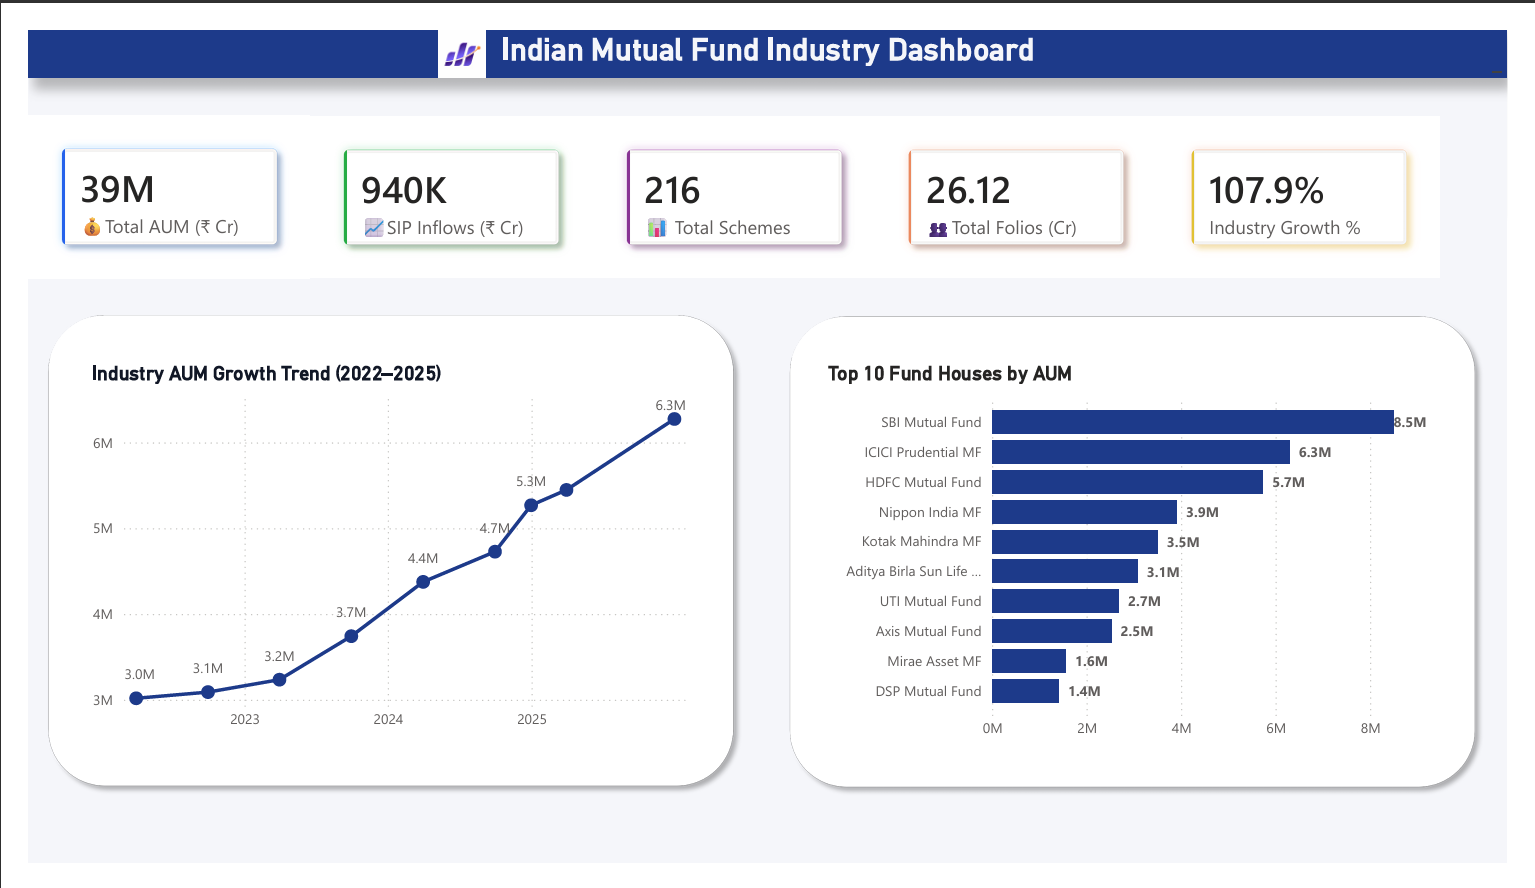 Indian Mutual Fund Industry Dashboard
39M
💰 Total AUM (₹ Cr)
940K
📈 SIP Inflows (₹ Cr)
216
📊 Total Schemes
26.12
👥 Total Folios (Cr)
107.9%
Industry Growth %
Industry AUM Growth Trend (2022–2025)
6M
5M
4M
3M
3.0M
3.1M
3.2M
3.7M
4.4M
4.7M
5.3M
6.3M
2023
2024
2025
Top 10 Fund Houses by AUM
SBI Mutual Fund 8.5M
ICICI Prudential MF 6.3M
HDFC Mutual Fund 5.7M
Nippon India MF 3.9M
Kotak Mahindra MF 3.5M
Aditya Birla Sun Life ... 3.1M
UTI Mutual Fund 2.7M
Axis Mutual Fund 2.5M
Mirae Asset MF 1.6M
DSP Mutual Fund 1.4M
0M 2M 4M 6M 8M